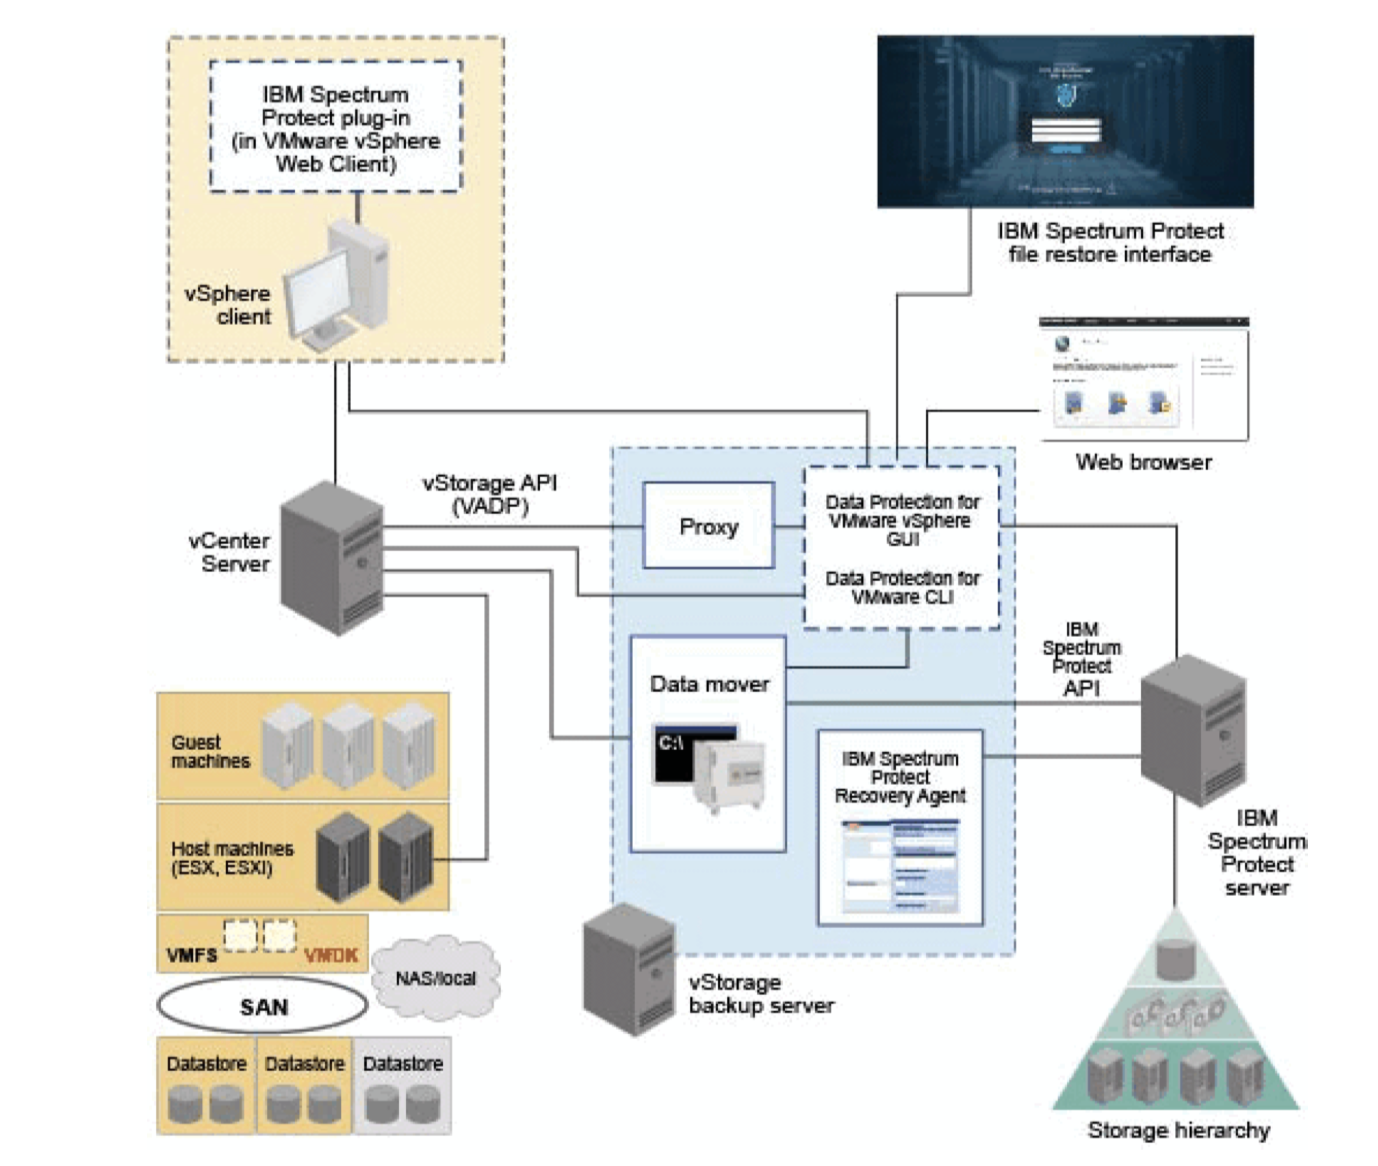 IBM Spectrum
Protect plug-in
(in VMware vSphere
Web Client)
vSphere
client
IBM Spectrum Protect
file restore interface
Web browser
vStorage API
(VADP)
vCenter
Server
Proxy
Data Protection for
VMware vSphere
GUI
Data Protection for
VMware CLI
IBM
Spectrum
Protect
API
Data mover
C:\
IBM Spectrum
Protect
Recovery Agent
IBM
Spectrum
Protect
server
Guest
machines
Host machines
(ESX, ESXI)
VMFS
VMDK
NAS/local
SAN
vStorage
backup server
Datastore
Datastore
Datastore
Storage hierarchy